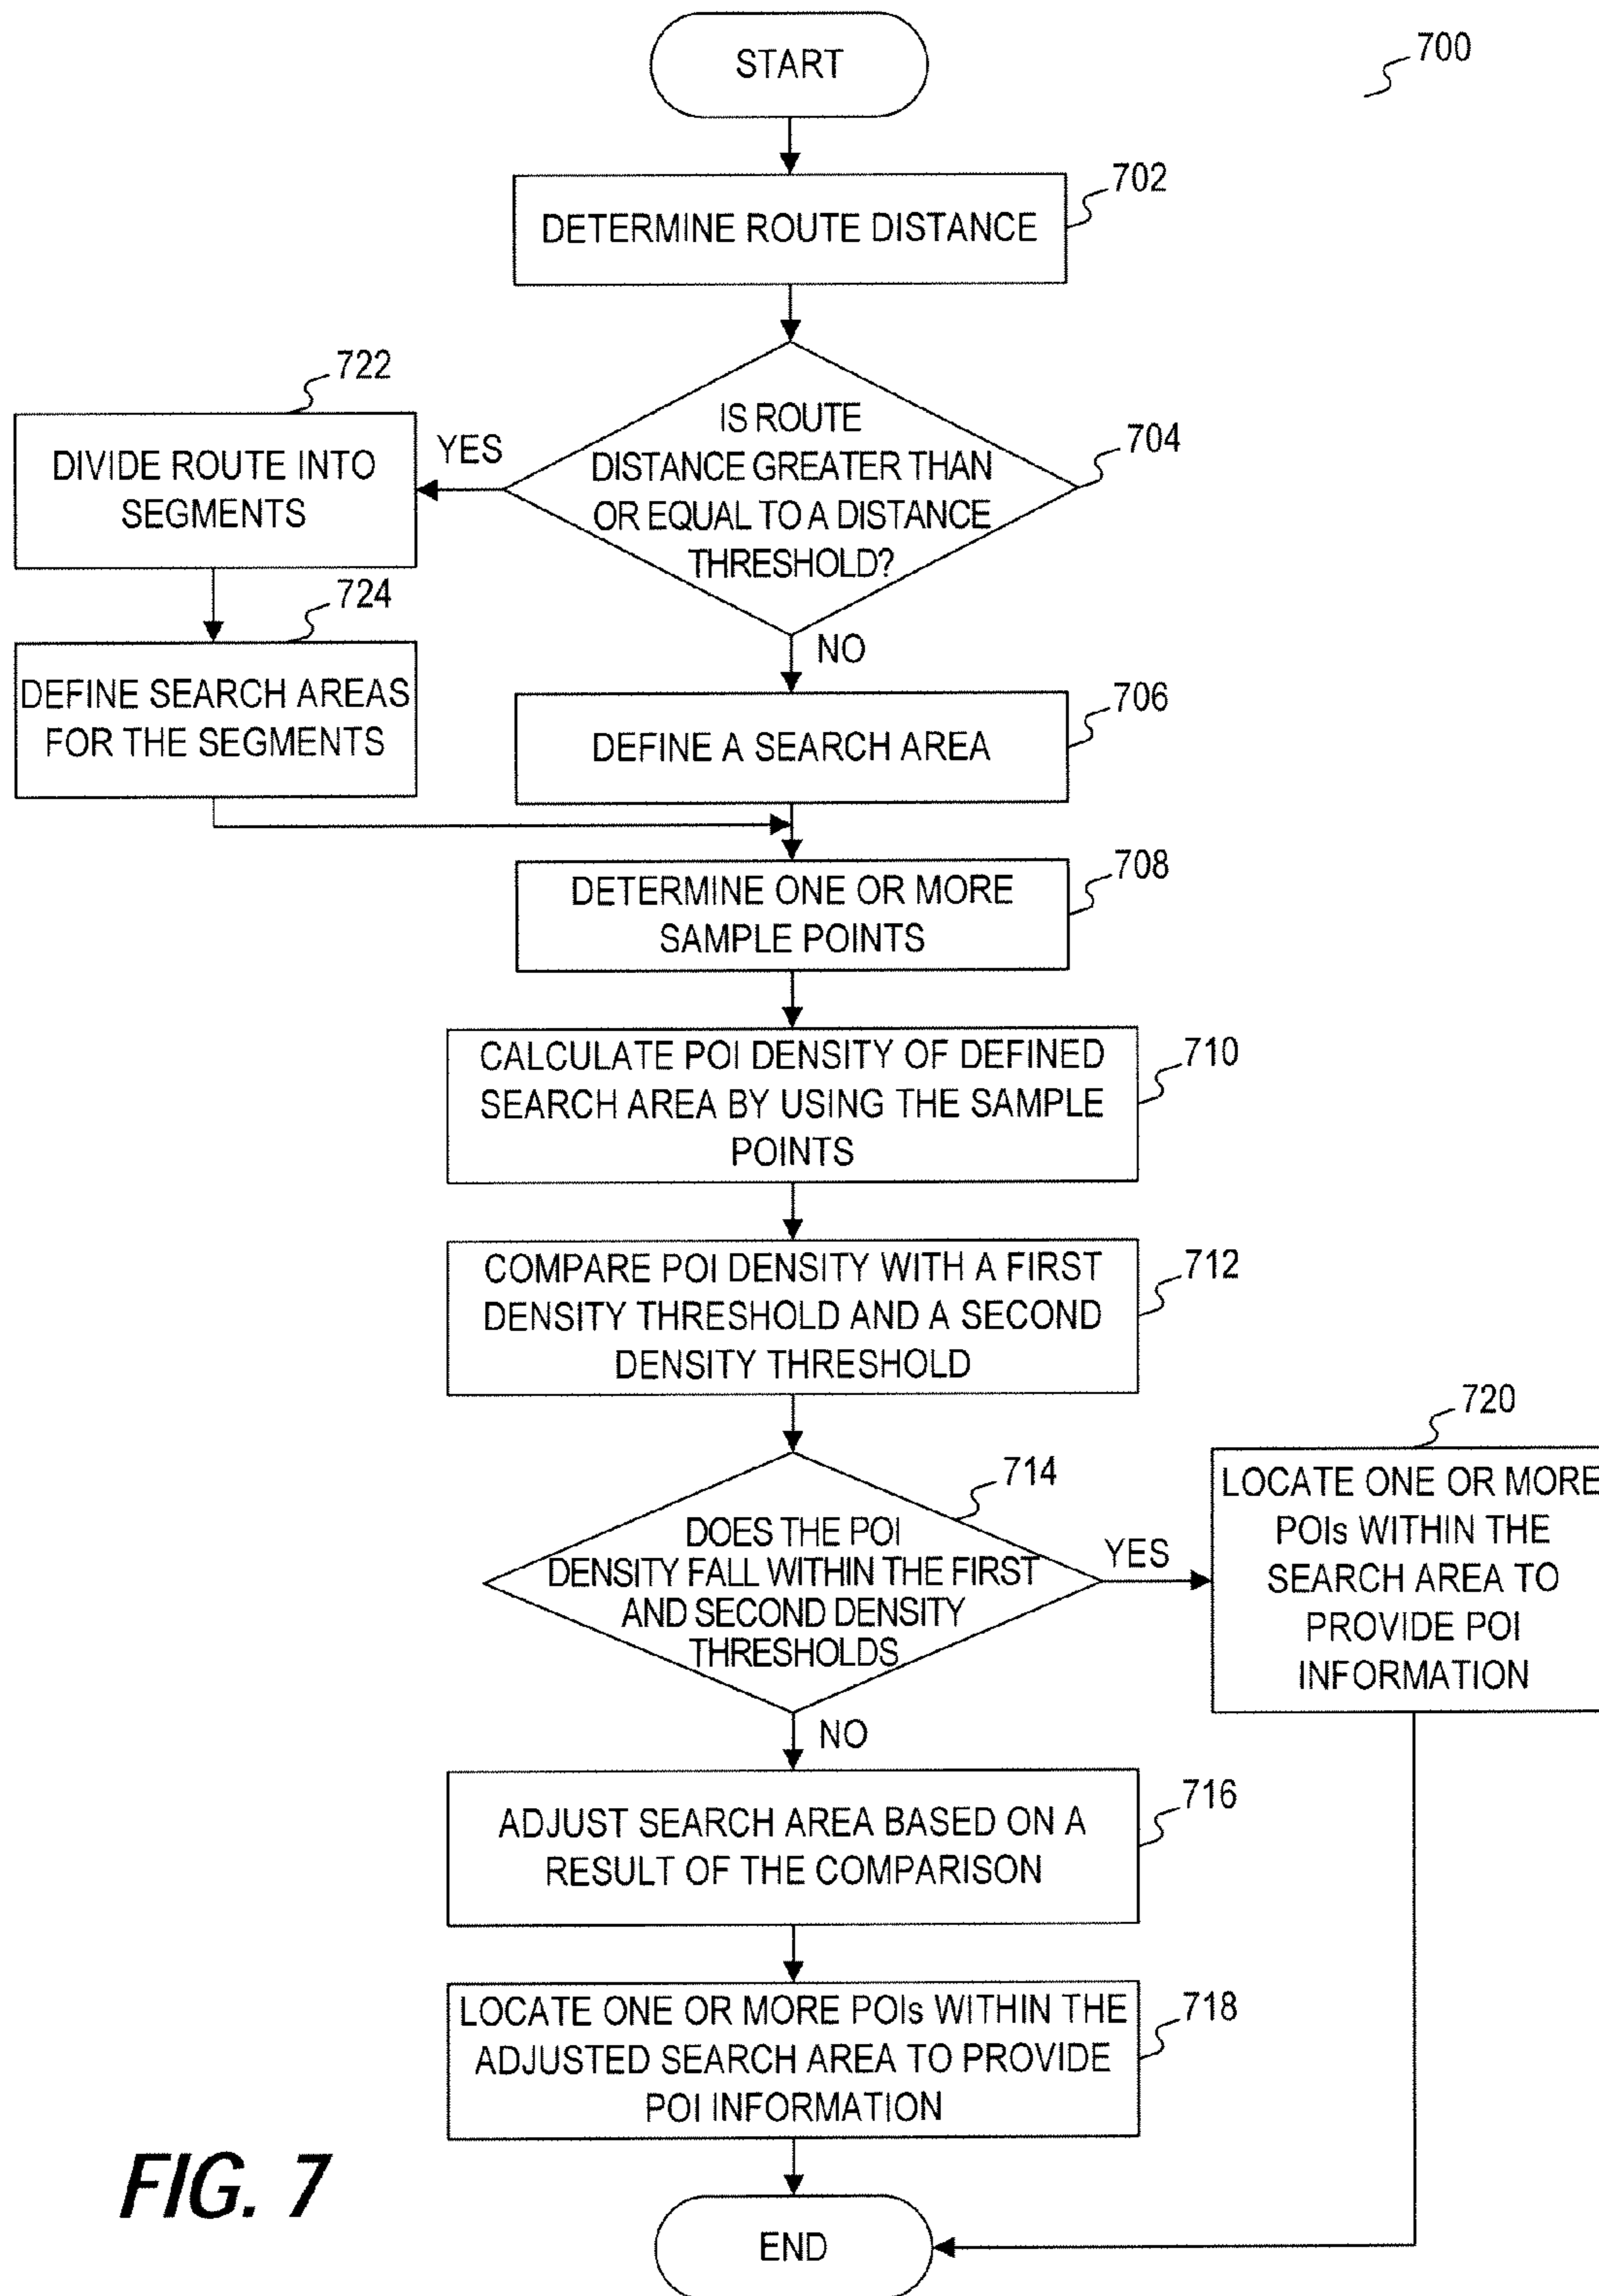 START
700
702
DETERMINE ROUTE DISTANCE
722
704
IS ROUTE
DISTANCE GREATER THAN
OR EQUAL TO A DISTANCE
THRESHOLD?
YES
DIVIDE ROUTE INTO
SEGMENTS
724
NO
DEFINE SEARCH AREAS
FOR THE SEGMENTS
706
DEFINE A SEARCH AREA
708
DETERMINE ONE OR MORE
SAMPLE POINTS
710
CALCULATE POI DENSITY OF DEFINED
SEARCH AREA BY USING THE SAMPLE
POINTS
712
COMPARE POI DENSITY WITH A FIRST
DENSITY THRESHOLD AND A SECOND
DENSITY THRESHOLD
714
DOES THE POI
DENSITY FALL WITHIN THE FIRST
AND SECOND DENSITY
THRESHOLDS
YES
720
LOCATE ONE OR MORE
POIs WITHIN THE
SEARCH AREA TO
PROVIDE POI
INFORMATION
NO
716
ADJUST SEARCH AREA BASED ON A
RESULT OF THE COMPARISON
718
LOCATE ONE OR MORE POIs WITHIN THE
ADJUSTED SEARCH AREA TO PROVIDE
POI INFORMATION
FIG. 7
END